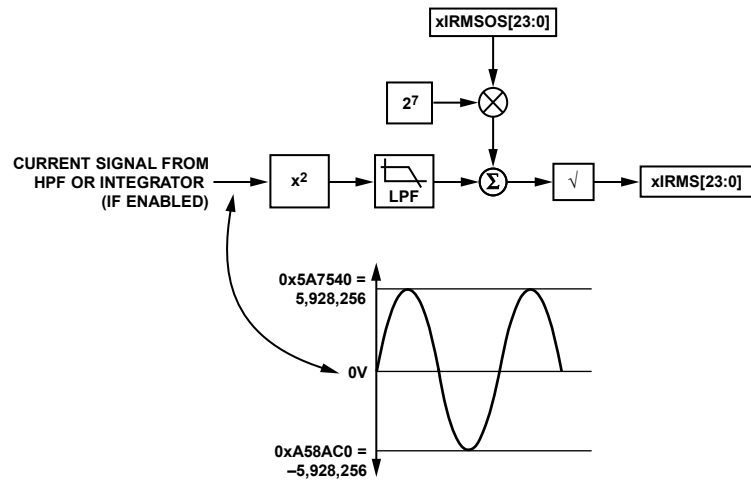 xIRMSOS[23:0]
2⁷
CURRENT SIGNAL FROM
HPF OR INTEGRATOR
(IF ENABLED)
x²
LPF
Σ
√
xIRMS[23:0]
0x5A7540 =
5,928,256
0V
0xA58AC0 =
–5,928,256